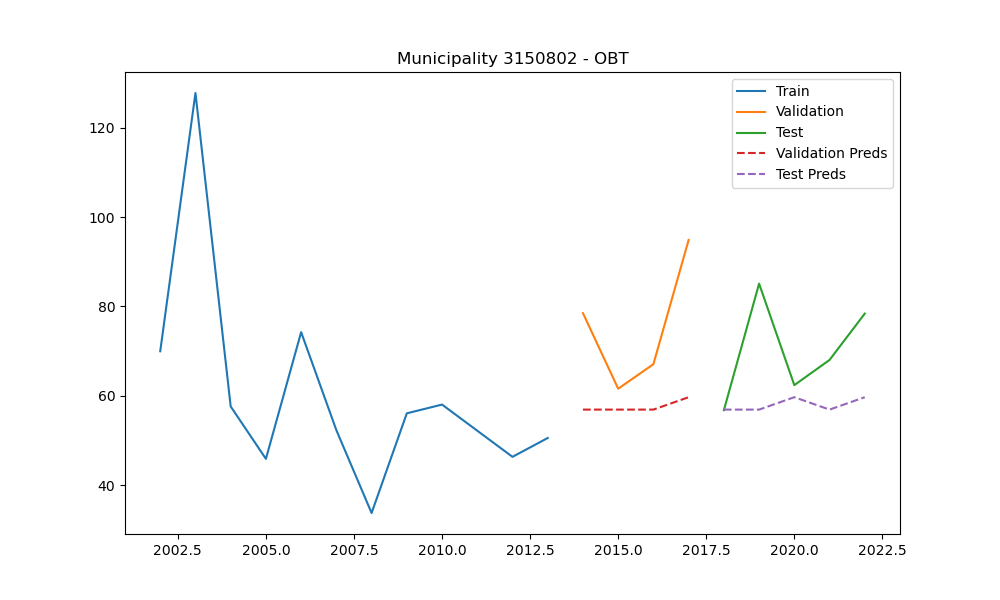 Municipality 3150802 - OBT
Train
Validation
Test
Validation Preds
Test Preds
120
100
80
60
40
2002.5 2005.0 2007.5 2010.0 2012.5 2015.0 2017.5 2020.0 2022.5